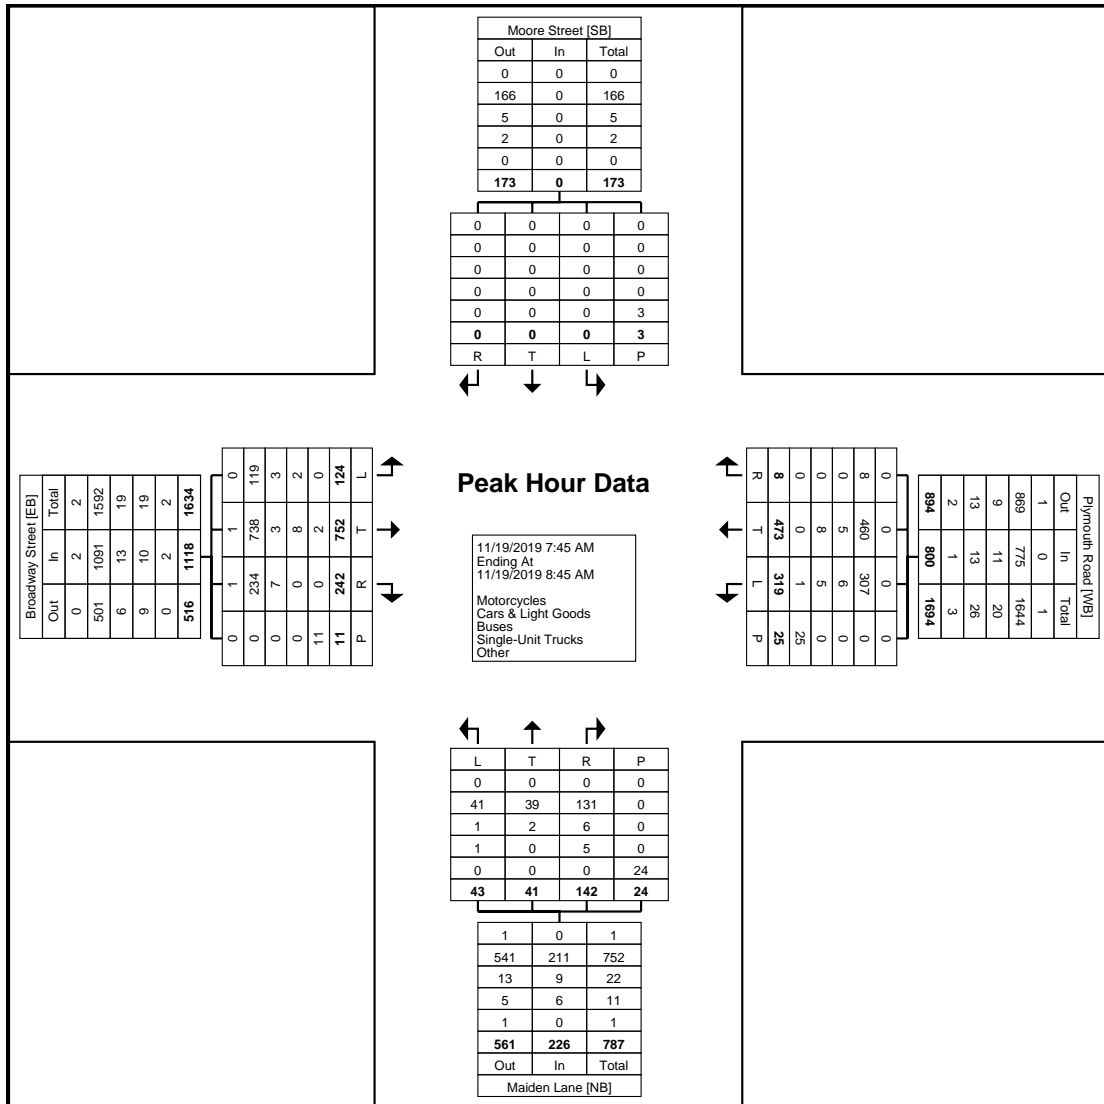 Moore Street [SB]
Out In Total
0 0 0
166 0 166
5 0 5
2 0 2
0 0 0
173 0 173
0 0 0 0
0 0 0 0
0 0 0 0
0 0 0 0
0 0 0 3
0 0 0 3
R T L P
Broadway Street [EB]
Out In Total
0 2 2
501 1091 1592
6 13 19
9 10 19
0 2 2
516 1118 1634
0 1 1 0
119 738 234 0
3 3 7 0
2 8 0 0
0 2 0 11
124 752 242 11
L T R P
Peak Hour Data
11/19/2019 7:45 AM
Ending At
11/19/2019 8:45 AM
Motorcycles
Cars & Light Goods
Buses
Single-Unit Trucks
Other
Plymouth Road [WB]
Out In Total
1 0 1
869 775 1644
9 11 20
13 13 26
2 1 3
894 800 1694
0 0 0 0
8 460 307 0
0 5 6 0
0 8 5 0
0 0 1 25
8 473 319 25
R T L P
L T R P
0 0 0 0
41 39 131 0
1 2 6 0
1 0 5 0
0 0 0 24
43 41 142 24
1 0 1
541 211 752
13 9 22
5 6 11
1 0 1
561 226 787
Out In Total
Maiden Lane [NB]